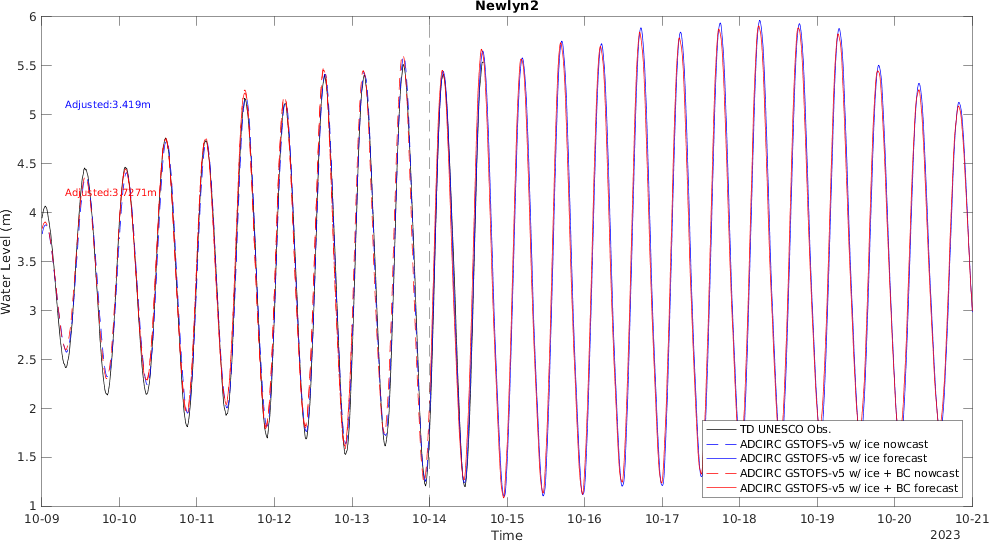 Newlyn2
6
5.5
5
4.5
4
3.5
3
2.5
2
1.5
1
Water Level (m)
Adjusted:3.419m
Adjusted:3.7271m
TD UNESCO Obs.
ADCIRC GSTOFS-v5 w/ ice nowcast
ADCIRC GSTOFS-v5 w/ ice forecast
ADCIRC GSTOFS-v5 w/ ice + BC nowcast
ADCIRC GSTOFS-v5 w/ ice + BC forecast
10-09 10-10 10-11 10-12 10-13 10-14 10-15 10-16 10-17 10-18 10-19 10-20 10-21
Time
2023